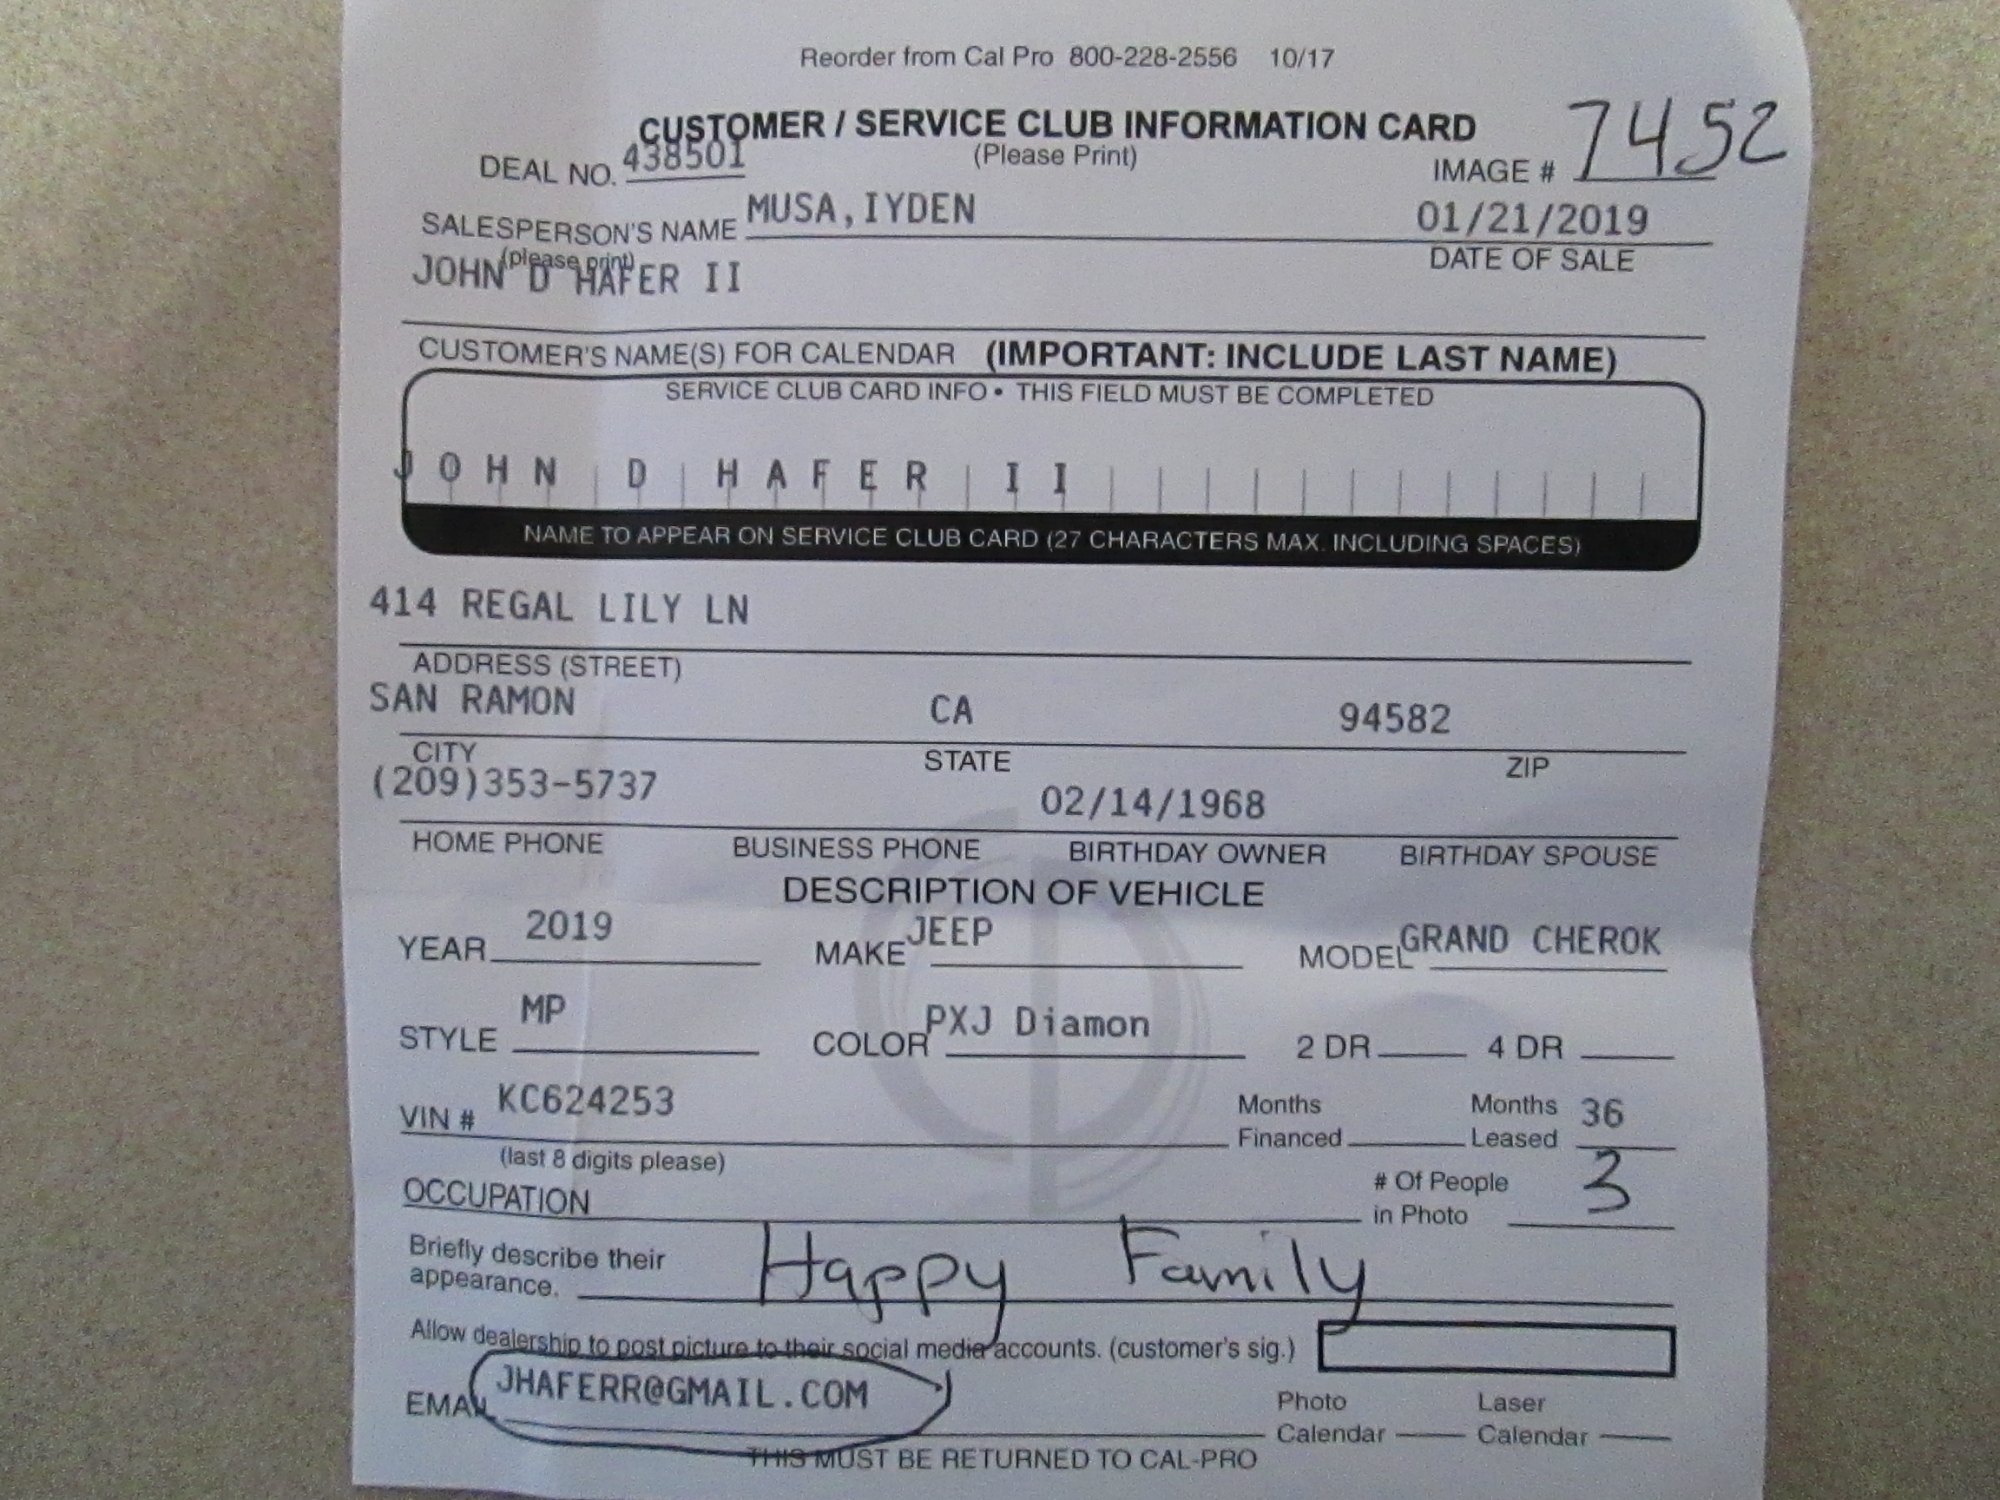 Reorder from Cal Pro 800-228-2556 10/17
CUSTOMER / SERVICE CLUB INFORMATION CARD
(Please Print)
DEAL NO. 438501
IMAGE # 7452
SALESPERSON'S NAME MUSA,IYDEN 01/21/2019
(please print) DATE OF SALE
JOHN D HAFER II
CUSTOMER'S NAME(S) FOR CALENDAR (IMPORTANT: INCLUDE LAST NAME)
SERVICE CLUB CARD INFO • THIS FIELD MUST BE COMPLETED
JOHN D HAFER II
NAME TO APPEAR ON SERVICE CLUB CARD (27 CHARACTERS MAX. INCLUDING SPACES)
414 REGAL LILY LN
ADDRESS (STREET)
SAN RAMON CA 94582
CITY STATE ZIP
(209)353-5737 02/14/1968
HOME PHONE BUSINESS PHONE BIRTHDAY OWNER BIRTHDAY SPOUSE
DESCRIPTION OF VEHICLE
YEAR 2019 MAKE JEEP MODEL GRAND CHEROK
STYLE MP COLOR PXJ Diamon 2 DR 4 DR
VIN # KC624253 Months Financed Months Leased 36
(last 8 digits please)
OCCUPATION # Of People in Photo 3
Briefly describe their appearance. Happy Family
Allow dealership to post picture to their social media accounts. (customer's sig.)
EMAIL JHAFERR@GMAIL.COM Photo Calendar Laser Calendar
THIS MUST BE RETURNED TO CAL-PRO